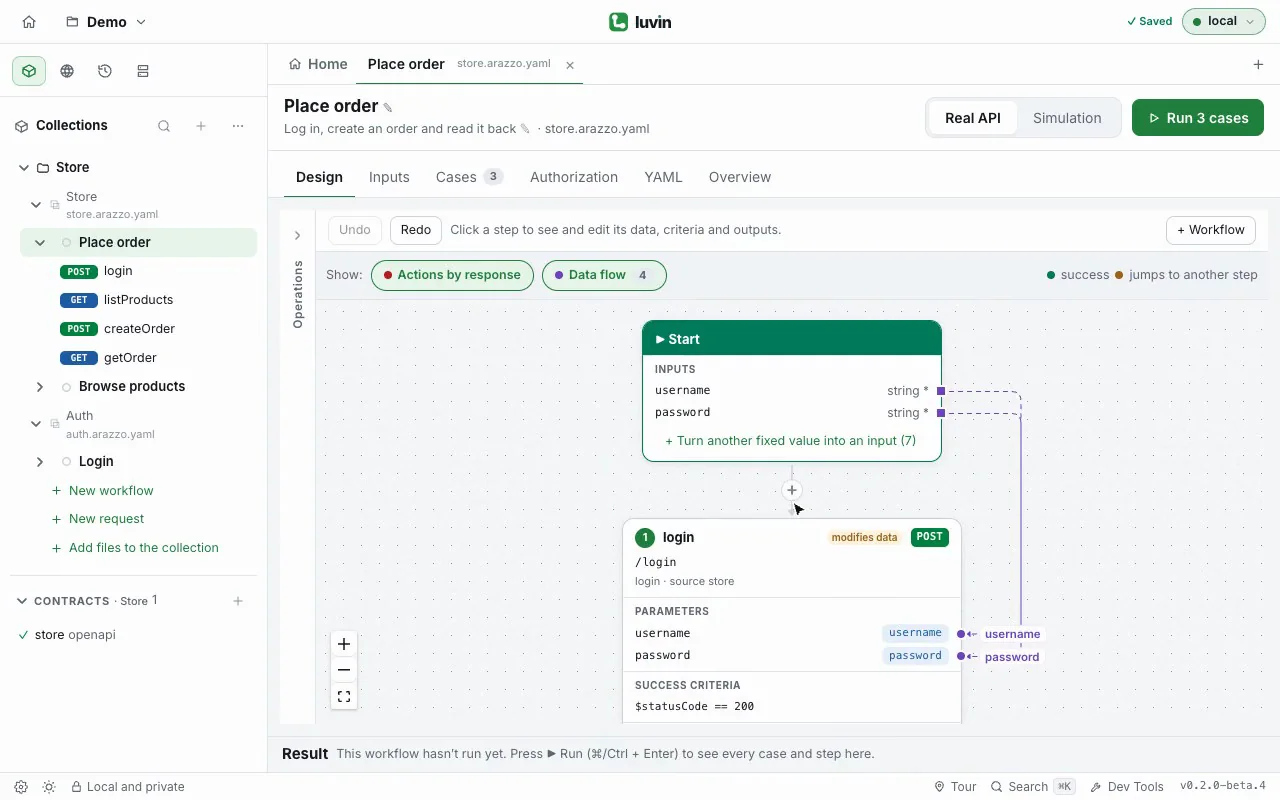 Demo
luvin
Saved
local
Home
Place order store.arazzo.yaml
Collections
Place order
Log in, create an order and read it back · store.arazzo.yaml
Real API
Simulation
Run 3 cases
Store
Store
store.arazzo.yaml
Place order
POST login
GET listProducts
POST createOrder
GET getOrder
Browse products
Auth
auth.arazzo.yaml
Login
+ New workflow
+ New request
+ Add files to the collection
CONTRACTS · Store 1
store openapi
Design Inputs Cases 3 Authorization YAML Overview
Undo Redo Click a step to see and edit its data, criteria and outputs. + Workflow
Operations
Show: Actions by response Data flow 4 success jumps to another step
Start
INPUTS
username string *
password string *
+ Turn another fixed value into an input (7)
1 login modifies data POST
/login
login · source store
PARAMETERS
username username username
password password password
SUCCESS CRITERIA
$statusCode == 200
Result This workflow hasn't run yet. Press ▶ Run (⌘/Ctrl + Enter) to see every case and step here.
Local and private
Tour Search ⌘K Dev Tools v0.2.0-beta.4